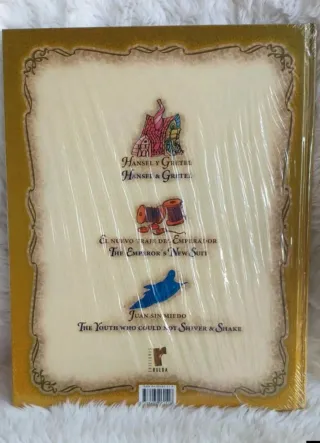 Hansel y Gretel
Hansel & Gretel
El nuevo traje del Emperador
The Emperor's New Suit
Juan sin miedo
The Youth who could not Shiver & Shake